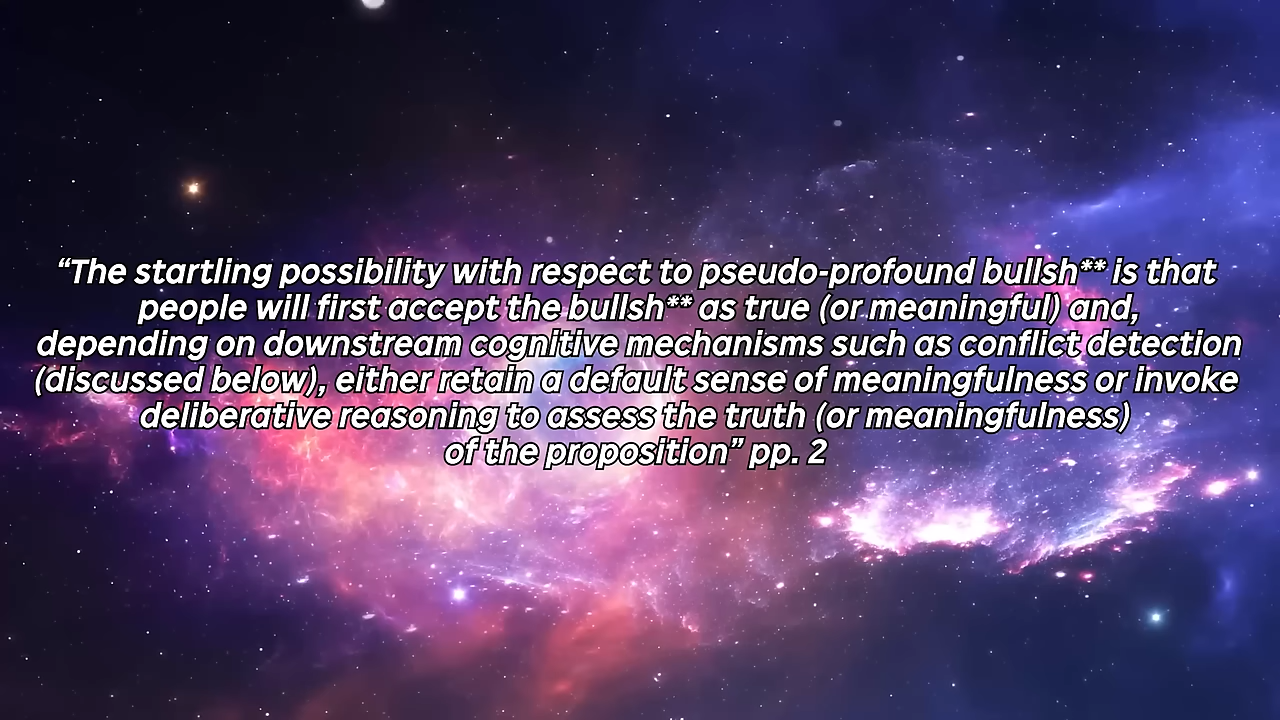 “The startling possibility with respect to pseudo-profound bullsh** is that
people will first accept the bullsh** as true (or meaningful) and,
depending on downstream cognitive mechanisms such as conflict detection
(discussed below), either retain a default sense of meaningfulness or invoke
deliberative reasoning to assess the truth (or meaningfulness)
of the proposition” pp. 2